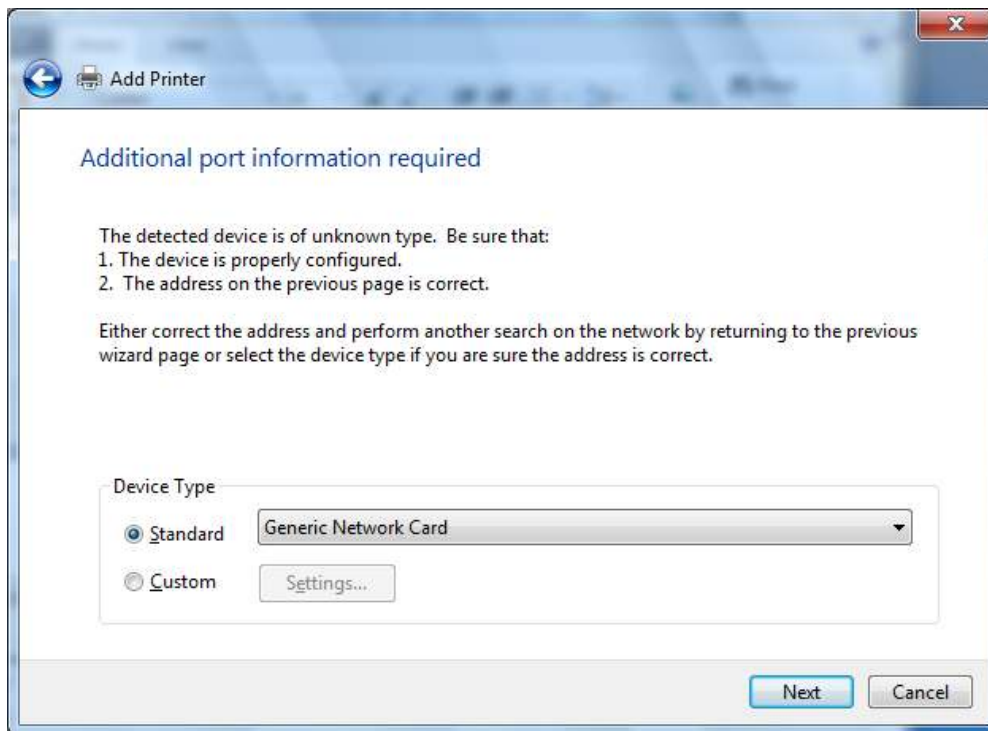 Add Printer
Additional port information required
The detected device is of unknown type.  Be sure that:
1. The device is properly configured.
2.  The address on the previous page is correct.
Either correct the address and perform another search on the network by returning to the previous
wizard page or select the device type if you are sure the address is correct.
Device Type
Standard
Generic Network Card
Custom
Settings...
Next
Cancel